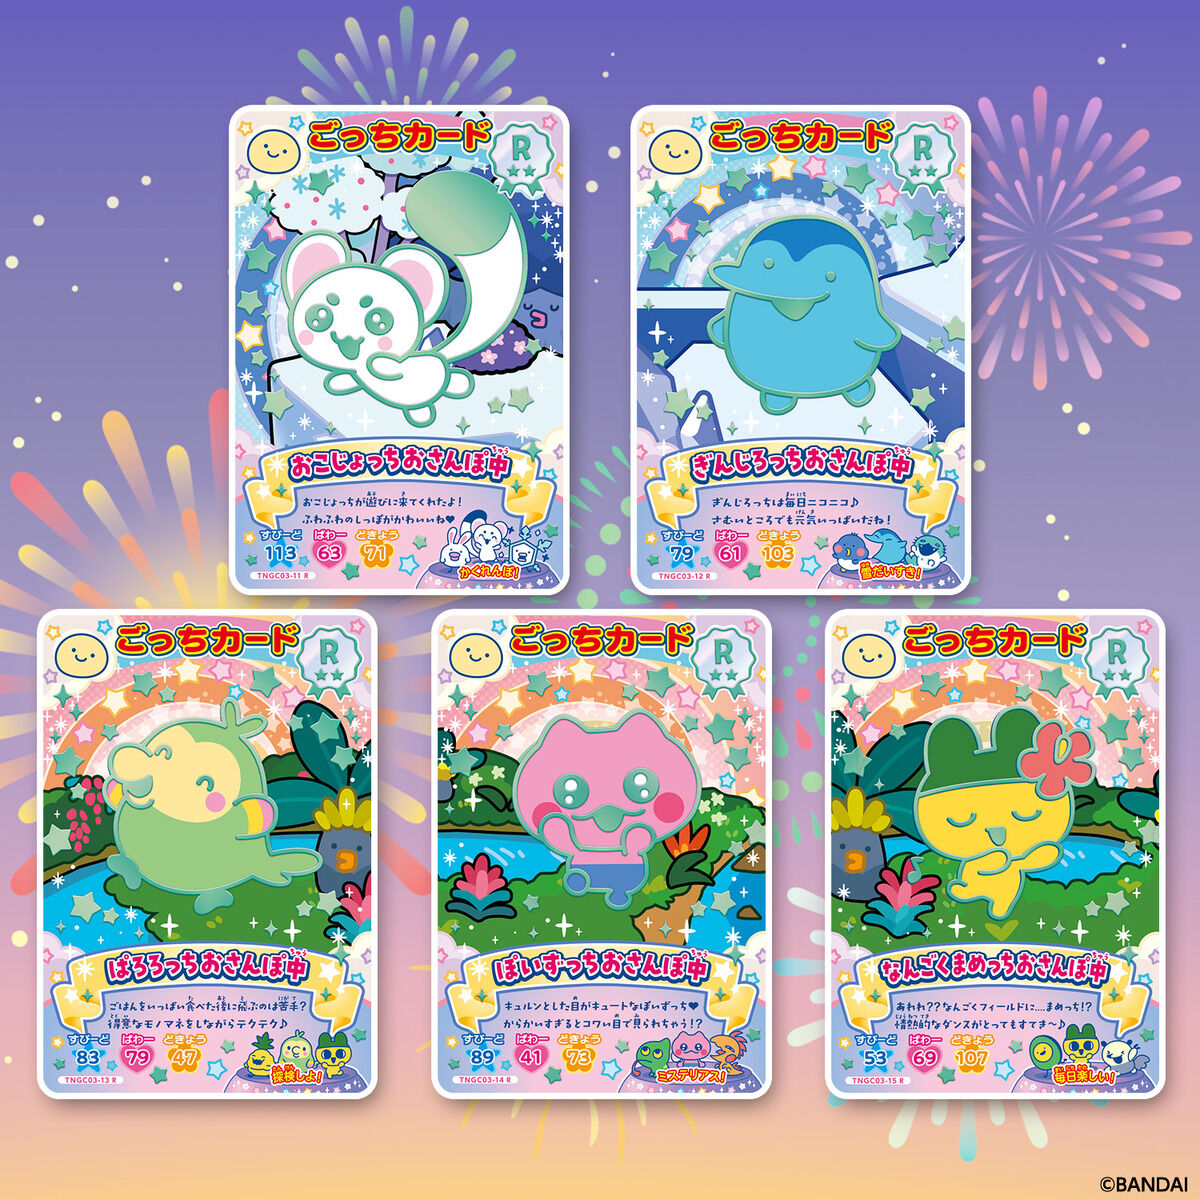 ごっちカード
R
おこじょっちおさんぽ中
おこじょっちが遊びに来てくれたよ!
ふわふわのしっぽがかわいいね♥
すぴーど ぱわー どきょう
113 63 71
かくれんぼ!
TNGC03-11 R
ごっちカード
R
ぎんじろっちおさんぽ中
ぎんじろっちは毎日ニコニコ♪
さむいところでも元気いっぱいだね!
すぴーど ぱわー どきょう
79 61 103
雪だいすき!
TNGC03-12 R
ごっちカード
R
ぱろろっちおさんぽ中
ごはんをいっぱい食べた後に飛ぶのは苦手?
得意なモノマネをしながらテクテク♪
すぴーど ぱわー どきょう
83 79 47
探検しよ!
TNGC03-13 R
ごっちカード
R
ぽいずっちおさんぽ中
キュルンとした目がキュートなぽいずっち♥
からかいすぎるとコワい目で見られちゃう!?
すぴーど ぱわー どきょう
89 41 73
ミステリアス!
TNGC03-14 R
ごっちカード
R
なんごくまめっちおさんぽ中
あれれ??なんごくフィールドに....まめっち!?
情熱的なダンスがとってもすてき〜♪
すぴーど ぱわー どきょう
53 69 107
毎日楽しい!
TNGC03-15 R
©BANDAI